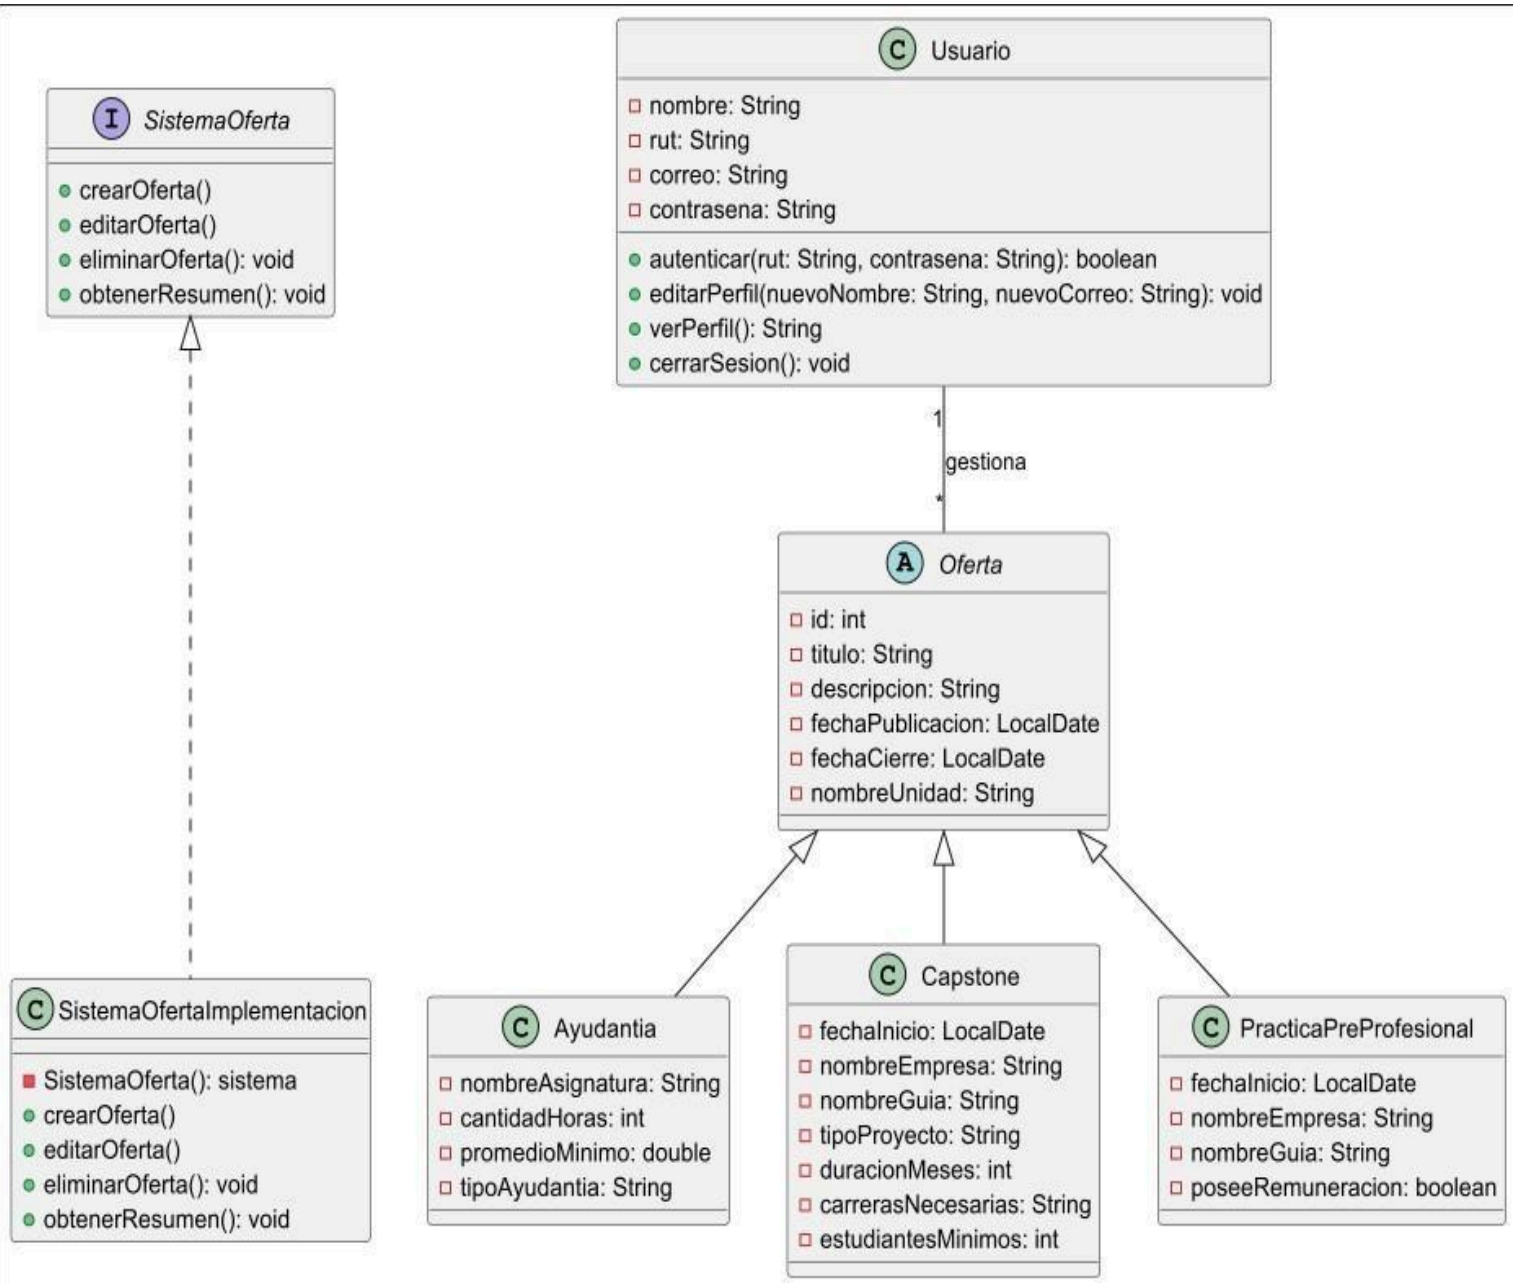 I SistemaOferta
crearOferta()
editarOferta()
eliminarOferta(): void
obtenerResumen(): void
C Usuario
nombre: String
rut: String
correo: String
contrasena: String
autenticar(rut: String, contrasena: String): boolean
editarPerfil(nuevoNombre: String, nuevoCorreo: String): void
verPerfil(): String
cerrarSesion(): void
1
gestiona
*
A Oferta
id: int
titulo: String
descripcion: String
fechaPublicacion: LocalDate
fechaCierre: LocalDate
nombreUnidad: String
C SistemaOfertaImplementacion
SistemaOferta(): sistema
crearOferta()
editarOferta()
eliminarOferta(): void
obtenerResumen(): void
C Ayudantia
nombreAsignatura: String
cantidadHoras: int
promedioMinimo: double
tipoAyudantia: String
C Capstone
fechaInicio: LocalDate
nombreEmpresa: String
nombreGuia: String
tipoProyecto: String
duracionMeses: int
carrerasNecesarias: String
estudiantesMinimos: int
C PracticaPreProfesional
fechaInicio: LocalDate
nombreEmpresa: String
nombreGuia: String
poseeRemuneracion: boolean